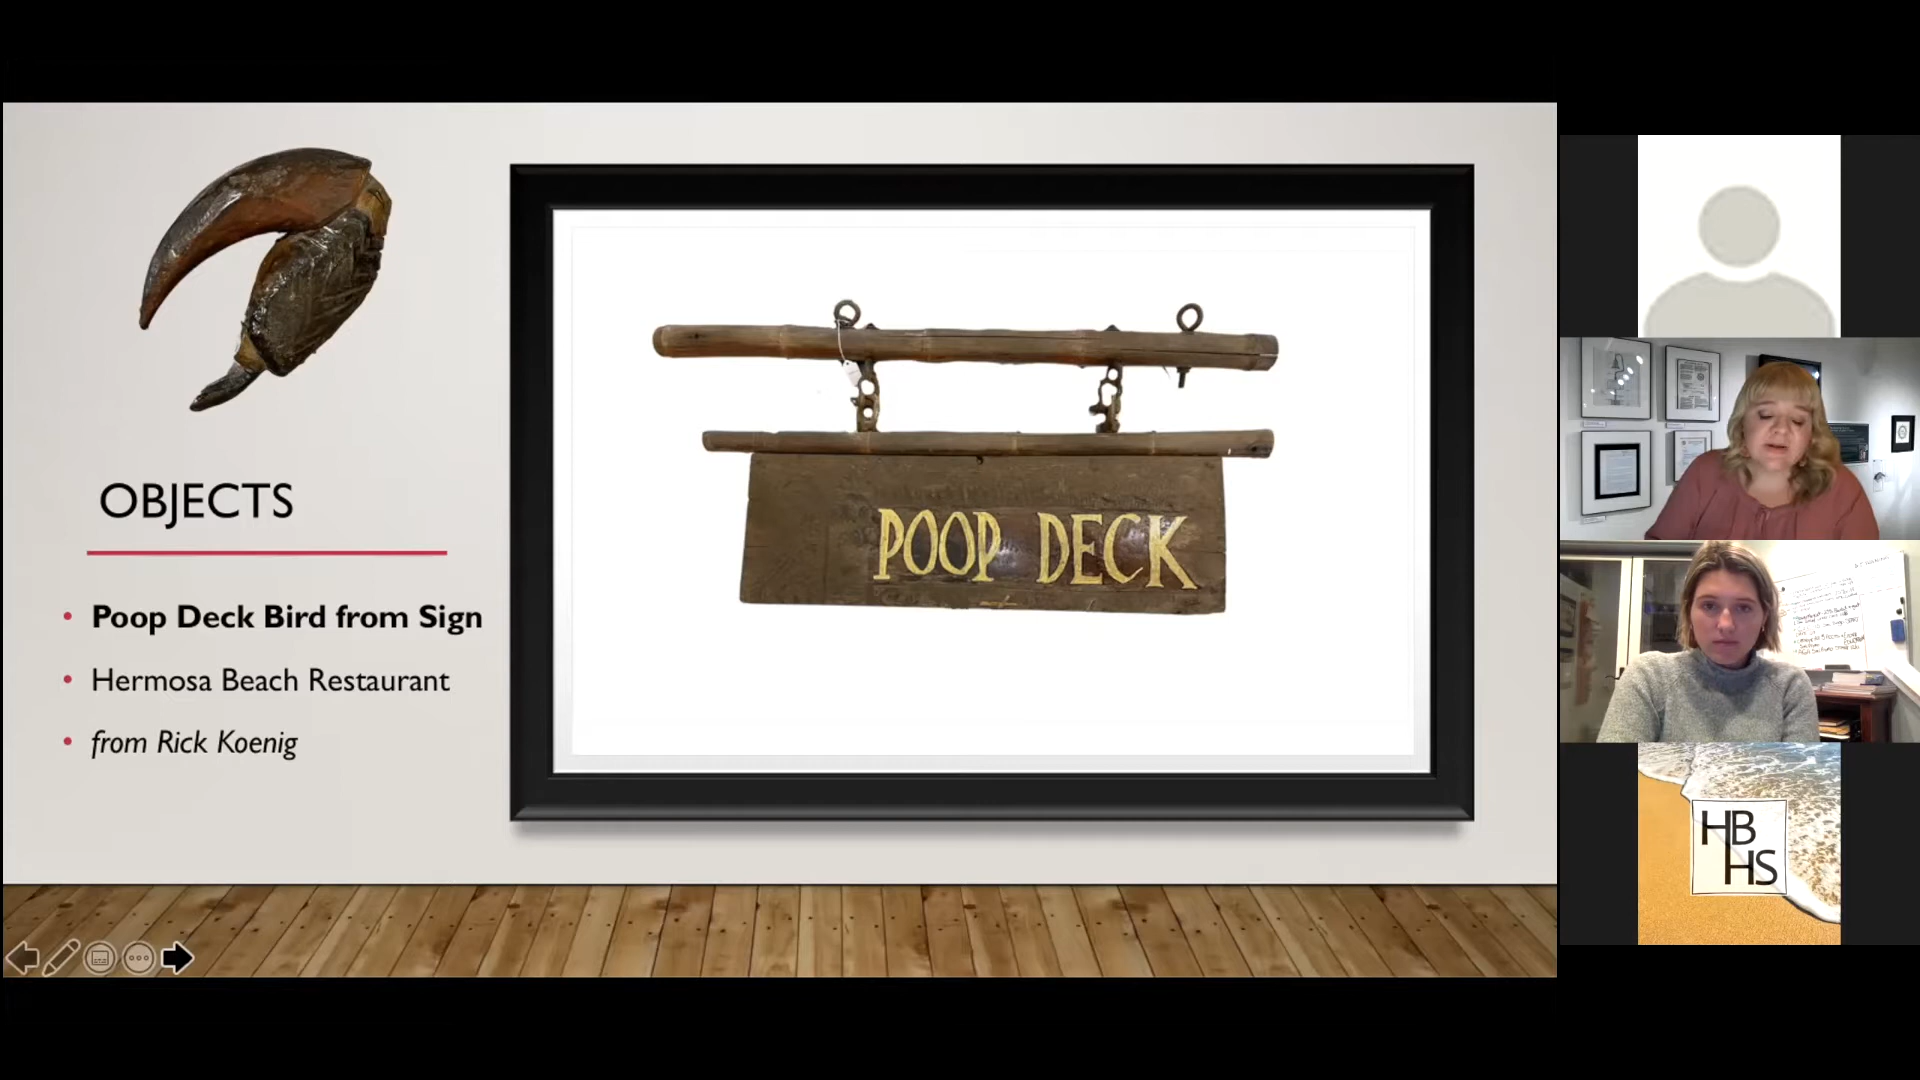 OBJECTS
Poop Deck Bird from Sign
Hermosa Beach Restaurant
from Rick Koenig
POOP DECK
HB
HS